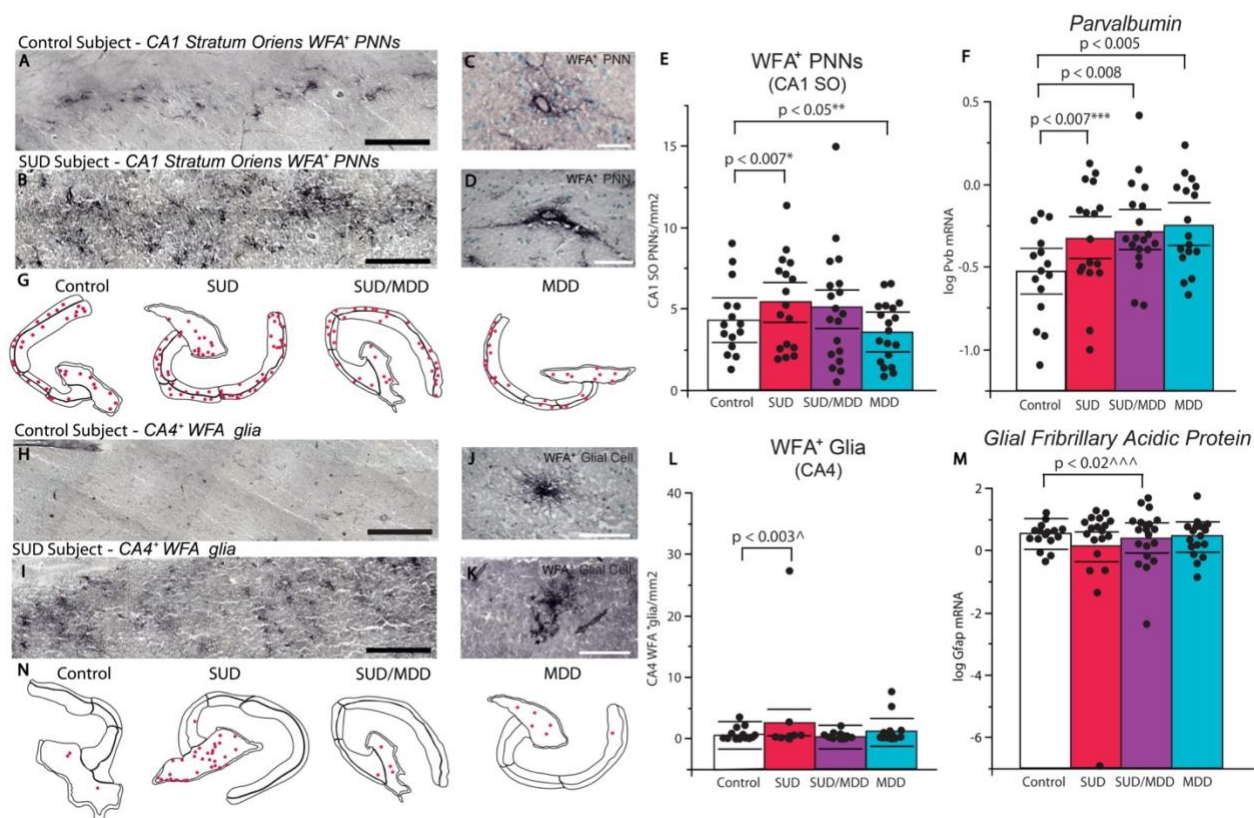 Control Subject - CA1 Stratum Oriens WFA⁺ PNNs
A
C
WFA⁺ PNN
SUD Subject - CA1 Stratum Oriens WFA⁺ PNNs
B
D
WFA⁺ PNN
E
WFA⁺ PNNs
(CA1 SO)
p < 0.05**
p < 0.007*
CA1 SO PNNs/mm2
15
10
5
0
Control
SUD
SUD/MDD
MDD
Parvalbumin
F
p < 0.005
p < 0.008
p < 0.007***
log Pvb mRNA
0.5
0.0
-0.5
-1.0
Control
SUD
SUD/MDD
MDD
G
Control
SUD
SUD/MDD
MDD
Control Subject - CA4⁺ WFA glia
H
J
WFA⁺ Glial Cell
SUD Subject - CA4⁺ WFA glia
I
K
WFA⁺ Glial Cell
L
WFA⁺ Glia
(CA4)
p < 0.003^
CA4 WFA⁺glia/mm2
40
30
20
10
0
Control
SUD
SUD/MDD
MDD
Glial Fibrillary Acidic Protein
M
p < 0.02^^^
log Gfap mRNA
2
0
-2
-4
-6
Control
SUD
SUD/MDD
MDD
N
Control
SUD
SUD/MDD
MDD